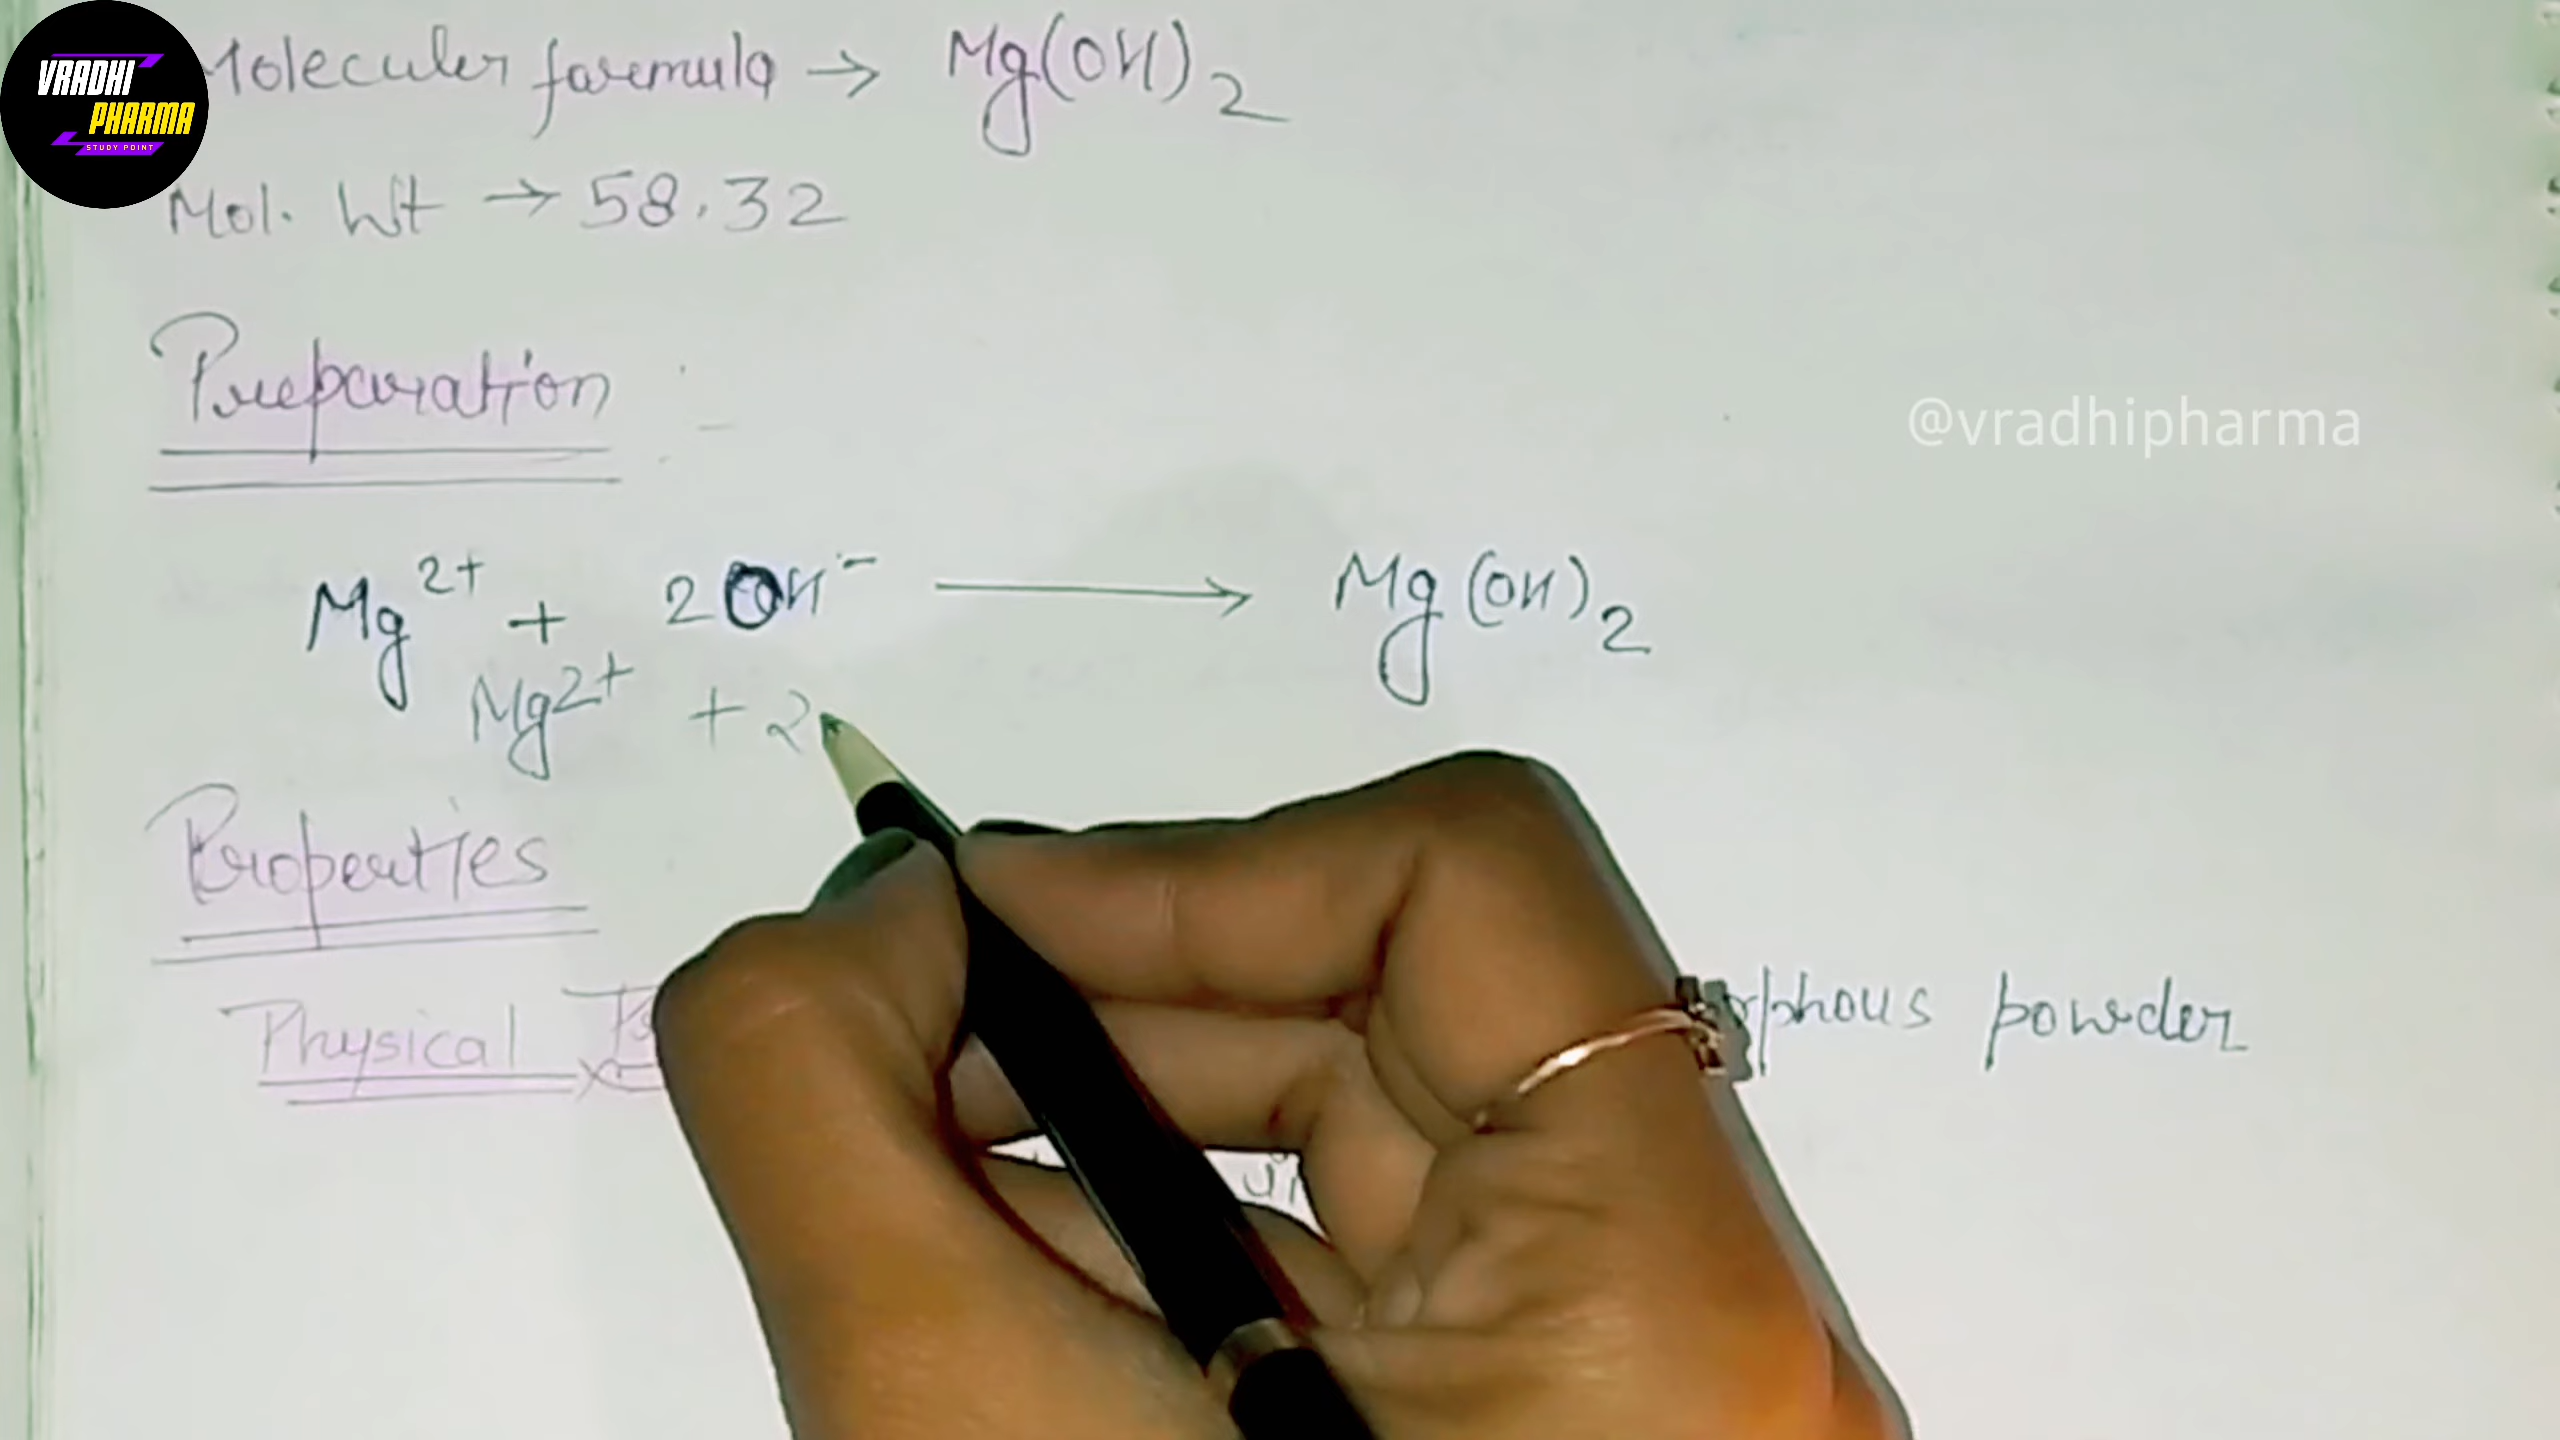 VRADHI
PHARMA
STUDY POINT
Moleculer formula → Mg(OH)2
Mol. Wt → 58.32
Preparation :-
@vradhipharma
Mg2+ + 2OH- → Mg(OH)2
Mg2+ + 2
Properties
Physical powder